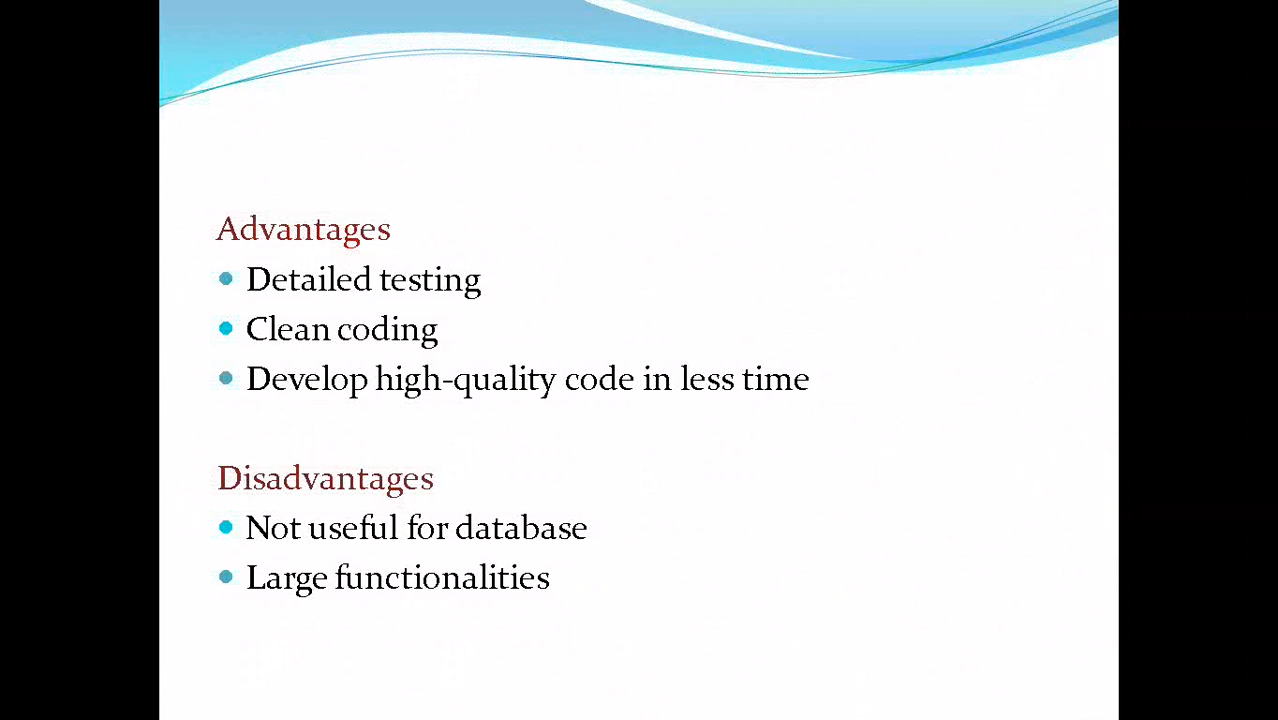 Advantages
Detailed testing
Clean coding
Develop high-quality code in less time
Disadvantages
Not useful for database
Large functionalities